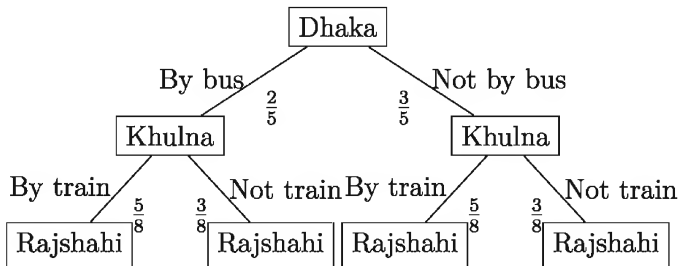 Dhaka
By bus Not by bus
2/5 3/5
Khulna Khulna
By train Not train By train Not train
5/8 3/8 5/8 3/8
Rajshahi Rajshahi Rajshahi Rajshahi